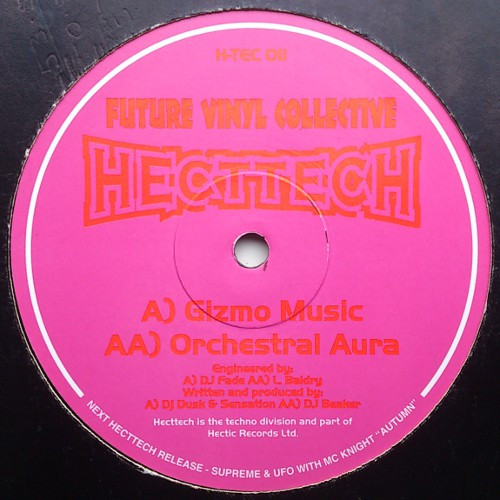 H-TEC 011
FUTURE VINYL COLLECTIVE
HECTTECH
A) Gizmo Music
AA) Orchestral Aura
Engineered by:
A) DJ Fade AA) L. Baldry
Written and produced by:
A) Dj Dusk & Sensation AA) DJ Beaker
Hecttech is the techno division and part of
Hectic Records Ltd.
NEXT HECTTECH RELEASE - SUPREME & UFO WITH MC KNIGHT "AUTUMN"